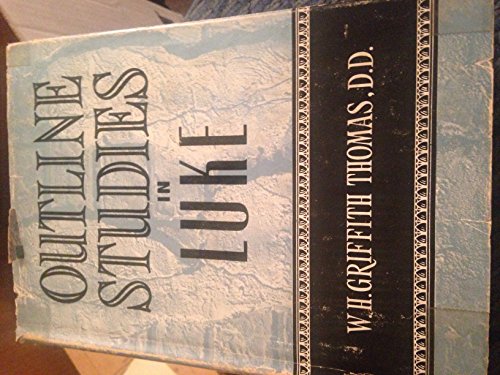 OUTLINE
STUDIES
IN
LUKE
W.H. GRIFFITH THOMAS, D.D.